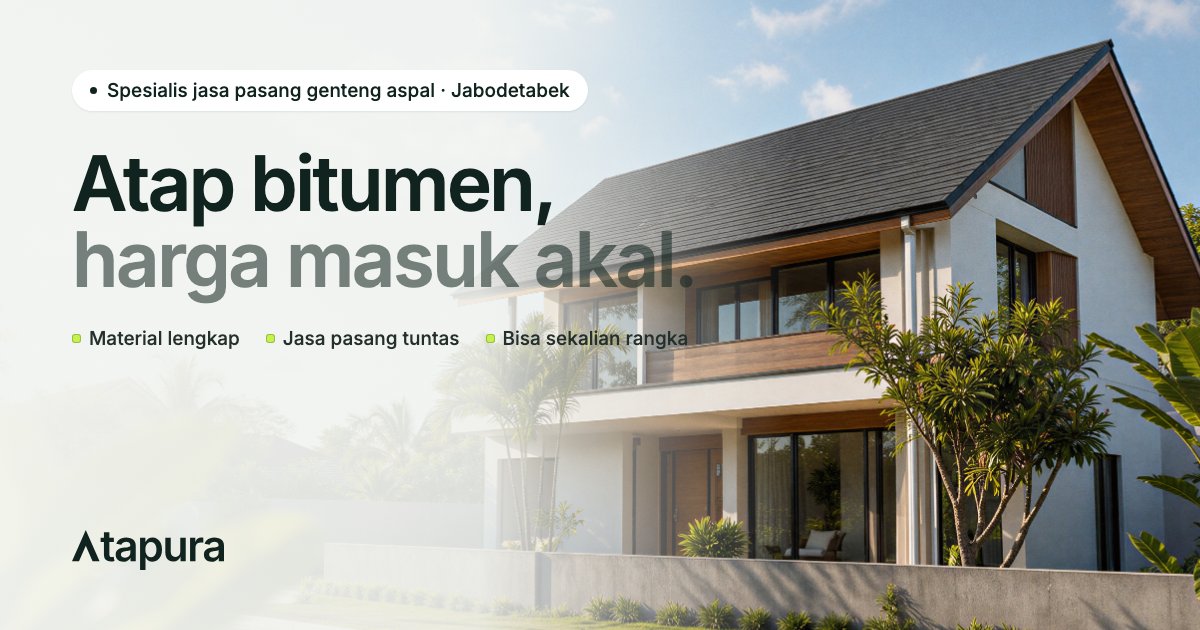 Spesialis jasa pasang genteng aspal · Jabodetabek
Atap bitumen,
harga masuk akal.
Material lengkap
Jasa pasang tuntas
Bisa sekalian rangka
Atapura